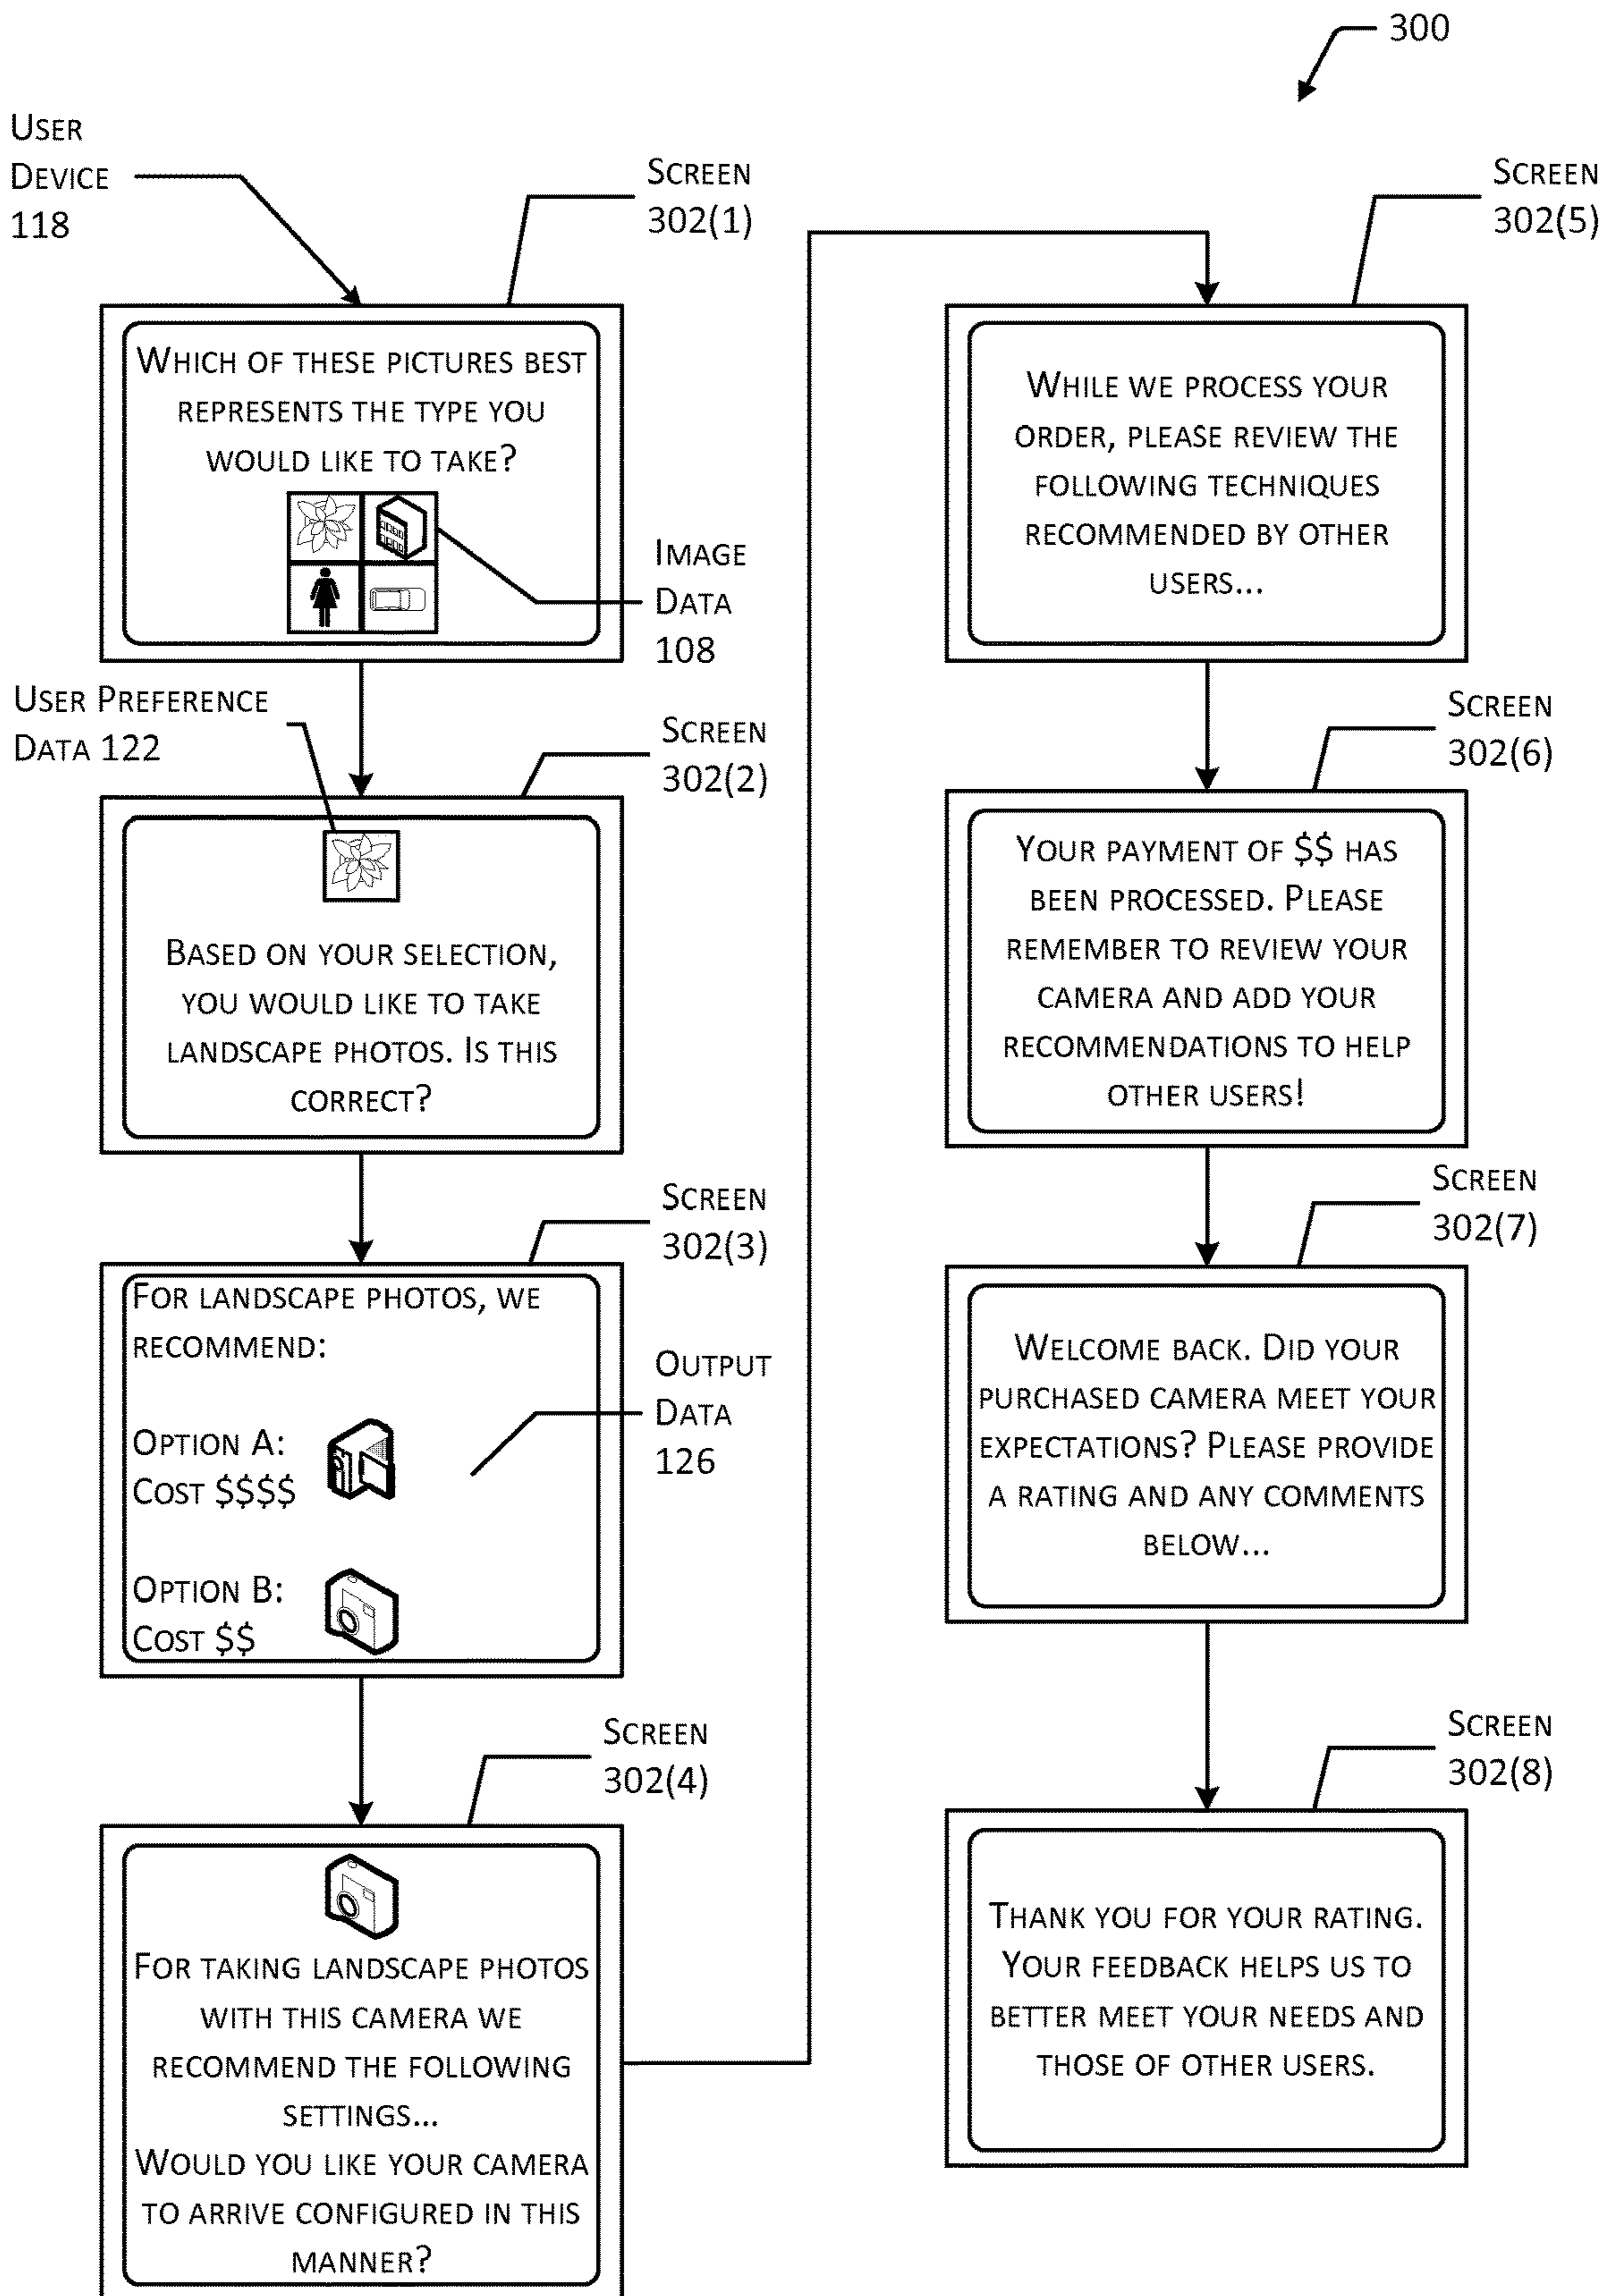 300
User
Device
118
Screen
302(1)
Which of these pictures best
represents the type you
would like to take?
Image
Data
108
User Preference
Data 122
Screen
302(2)
Based on your selection,
you would like to take
landscape photos. Is this
correct?
Screen
302(3)
For landscape photos, we
recommend:
Option A:
Cost $$$$
Output
Data
126
Option B:
Cost $$
Screen
302(4)
For taking landscape photos
with this camera we
recommend the following
settings...
Would you like your camera
to arrive configured in this
manner?
Screen
302(5)
While we process your
order, please review the
following techniques
recommended by other
users...
Screen
302(6)
Your payment of $$ has
been processed. Please
remember to review your
camera and add your
recommendations to help
other users!
Screen
302(7)
Welcome back. Did your
purchased camera meet your
expectations? Please provide
a rating and any comments
below...
Screen
302(8)
Thank you for your rating.
Your feedback helps us to
better meet your needs and
those of other users.